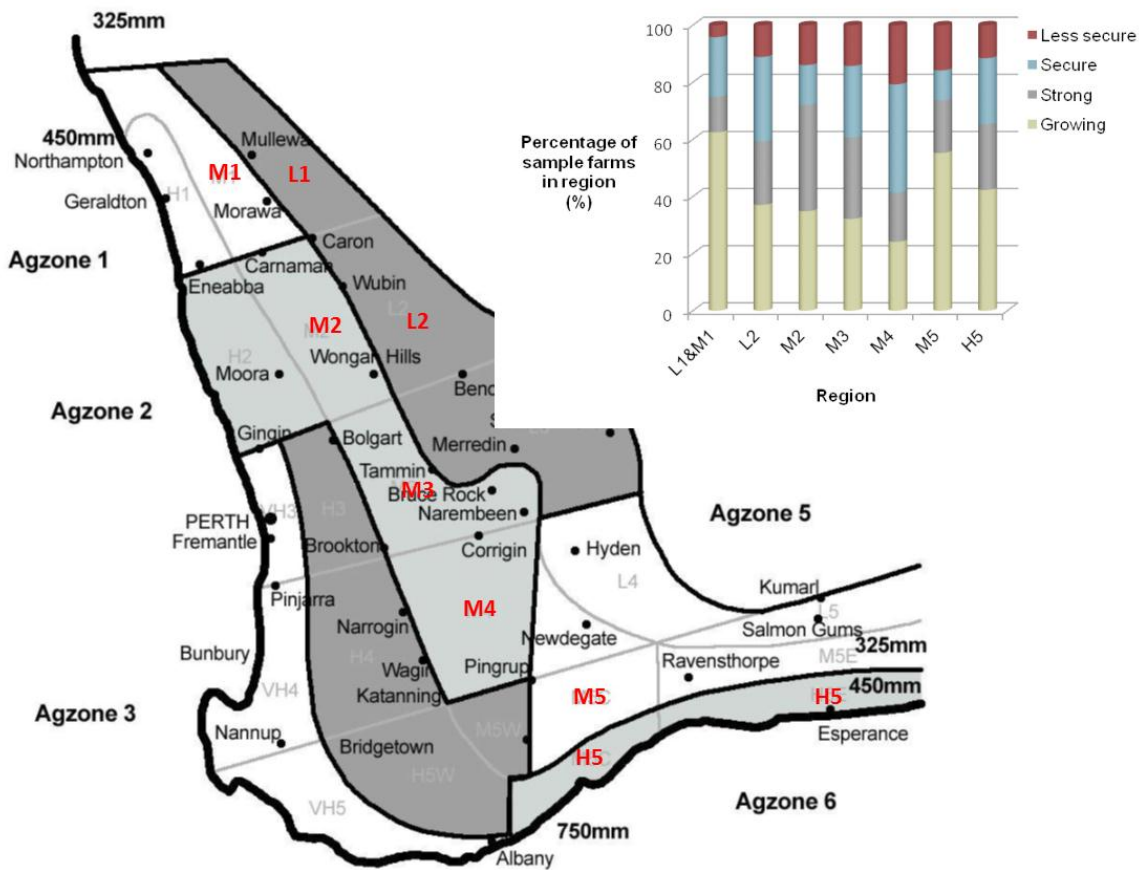 325mm
450mm
Northampton
Geraldton
Agzone 1
H1
M1
L1
Mullewa
Morawa
Caron
Carnamah
Eneabba
Wubin
L2
M2
L2
H2
Wongan Hills
Moora
Agzone 2
Gingin
Bolgart
Merredin
Tammin
M3
Bruce Rock
Narembeen
VH3
H3
PERTH
Fremantle
Brookton
Corrigin
Agzone 5
Hyden
L4
Pinjarra
M4
Narrogin
Newdegate
Kumarl
L5
Salmon Gums
325mm
Bunbury
H4
Wagin
Pingrup
Ravensthorpe
M5E
Katanning
VH4
M5
450mm
H5
Agzone 3
Nannup
Bridgetown
M5W
Esperance
H5W
H5
VH5
Agzone 6
750mm
Albany
Percentage of
sample farms
in region
(%)
100
80
60
40
20
0
L1&M1
L2
M2
M3
M4
M5
H5
Region
Less secure
Secure
Strong
Growing